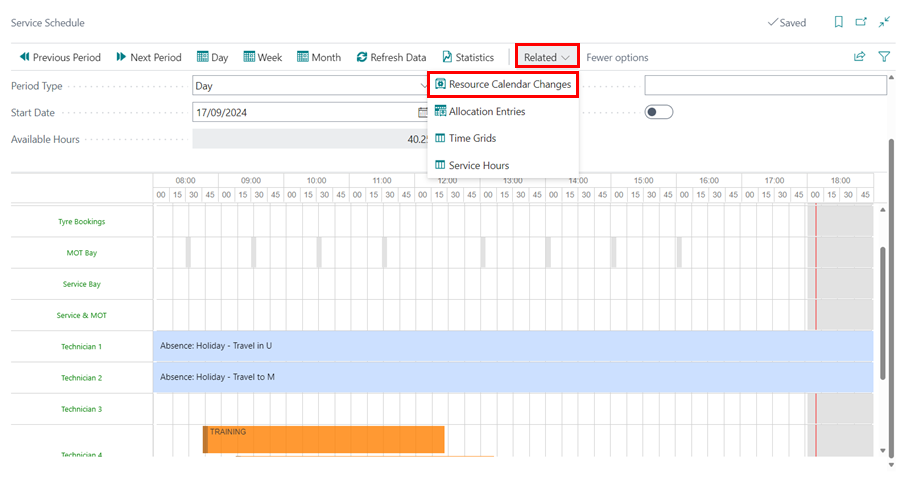 Service Schedule
Saved
Previous Period Next Period Day Week Month Refresh Data Statistics Related Fewer options
Period Type Day
Resource Calendar Changes
Start Date 17/09/2024
Allocation Entries
Available Hours
Time Grids
Service Hours
08:00 09:00 10:00 11:00 12:00 13:00 14:00 15:00 16:00 17:00 18:00
00 15 30 45 00 15 30 45 00 15 30 45 00 15 30 45 00 15 30 45 00 15 30 45 00 15 30 45 00 15 30 45 00 15 30 45 00 15 30 45 00 15 30 45
Tyre Bookings
MOT Bay
Service Bay
Service & MOT
Technician 1 Absence: Holiday - Travel in U
Technician 2 Absence: Holiday - Travel to M
Technician 3
TRAINING
Technician 4